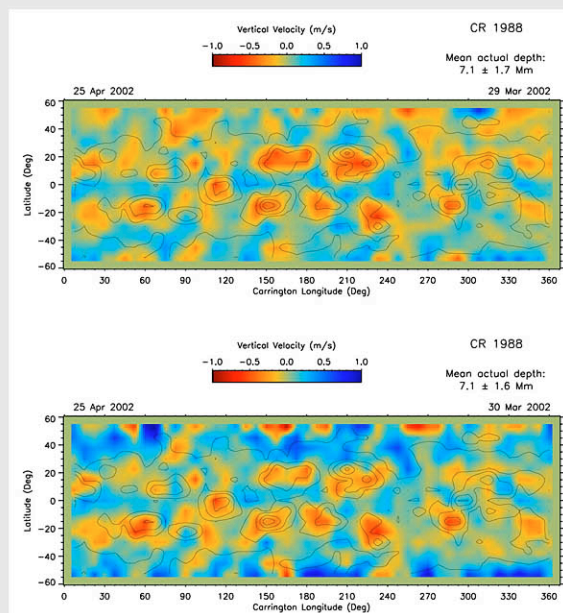 Vertical Velocity (m/s)
-1.0 -0.5 0.0 0.5 1.0
CR 1988
Mean actual depth:
7.1 ± 1.7 Mm
25 Apr 2002
29 Mar 2002
60
40
20
0
-20
-40
-60
Latitude (Deg)
0 30 60 90 120 150 180 210 240 270 300 330 360
Carrington Longitude (Deg)
Vertical Velocity (m/s)
-1.0 -0.5 0.0 0.5 1.0
CR 1988
Mean actual depth:
7.1 ± 1.6 Mm
25 Apr 2002
30 Mar 2002
60
40
20
0
-20
-40
-60
Latitude (Deg)
0 30 60 90 120 150 180 210 240 270 300 330 360
Carrington Longitude (Deg)